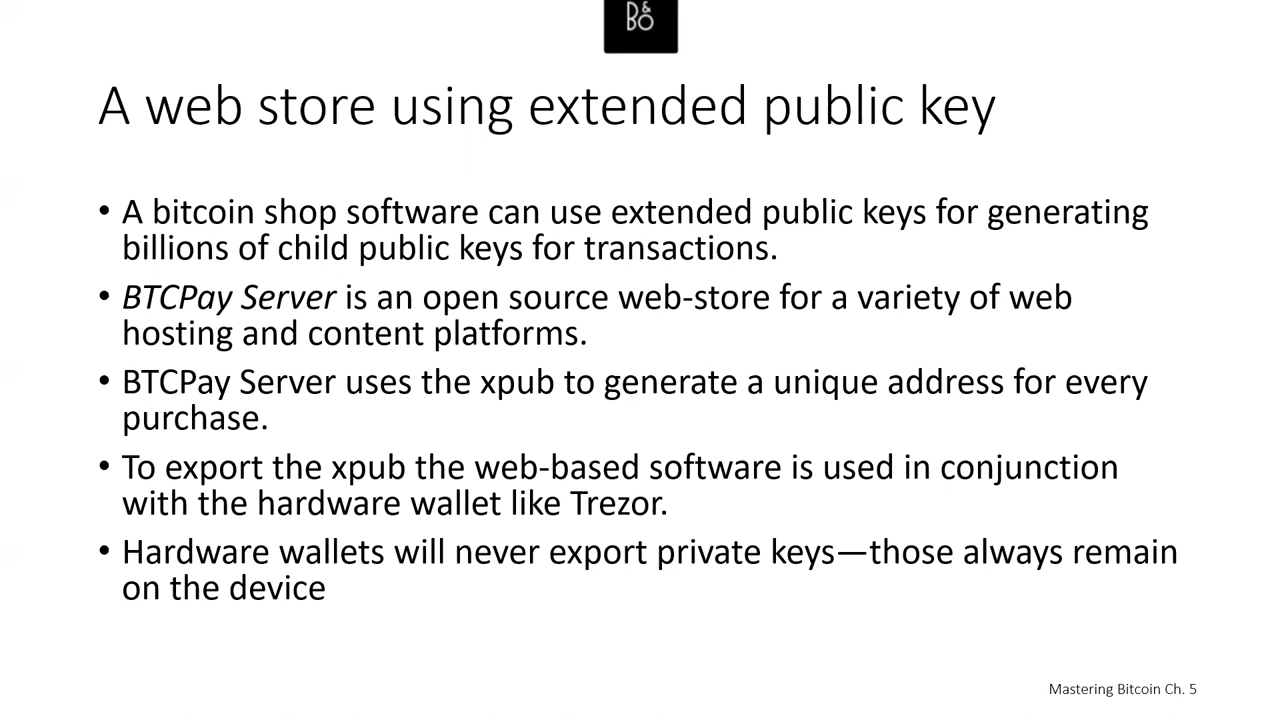 D&BO
A web store using extended public key
• A bitcoin shop software can use extended public keys for generating
billions of child public keys for transactions.
• BTCPay Server is an open source web-store for a variety of web
hosting and content platforms.
• BTCPay Server uses the xpub to generate a unique address for every
purchase.
• To export the xpub the web-based software is used in conjunction
with the hardware wallet like Trezor.
• Hardware wallets will never export private keys—those always remain
on the device
Mastering Bitcoin Ch. 5